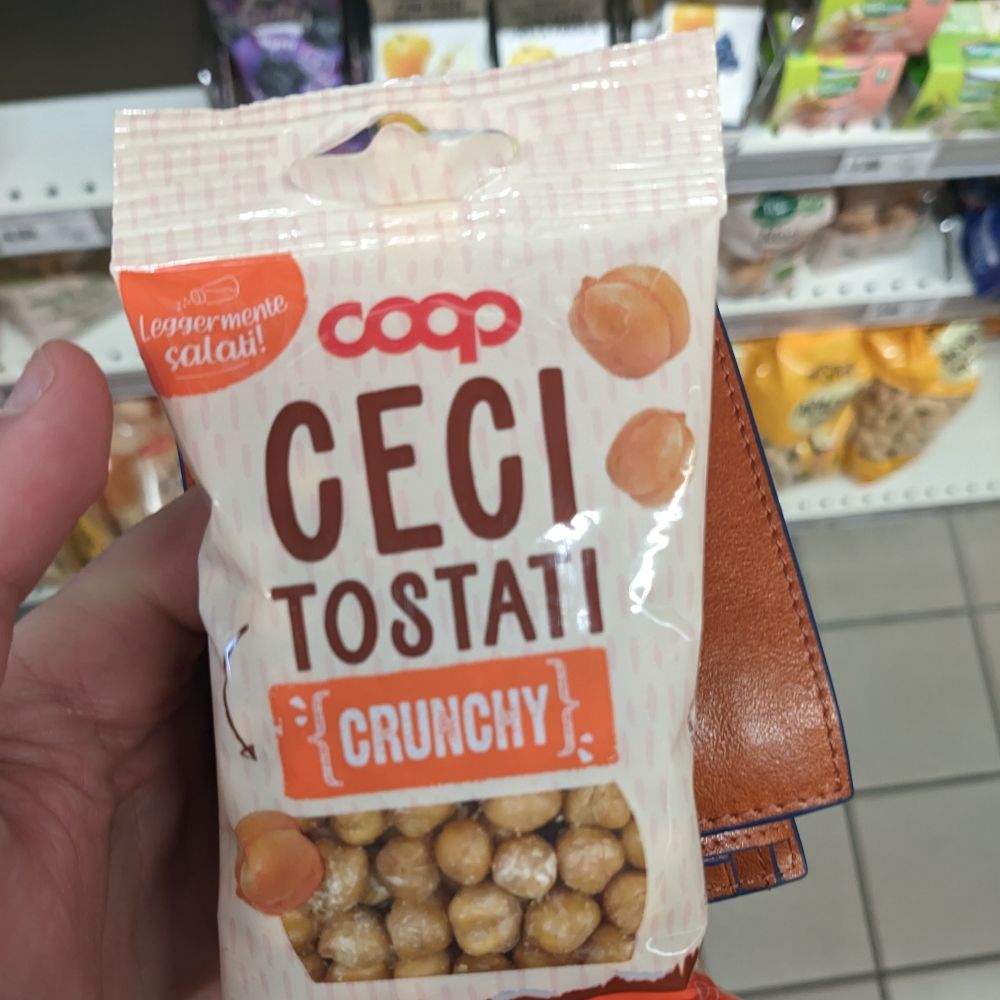 Leggermente
salati!
coop
CECI
TOSTATI
CRUNCHY